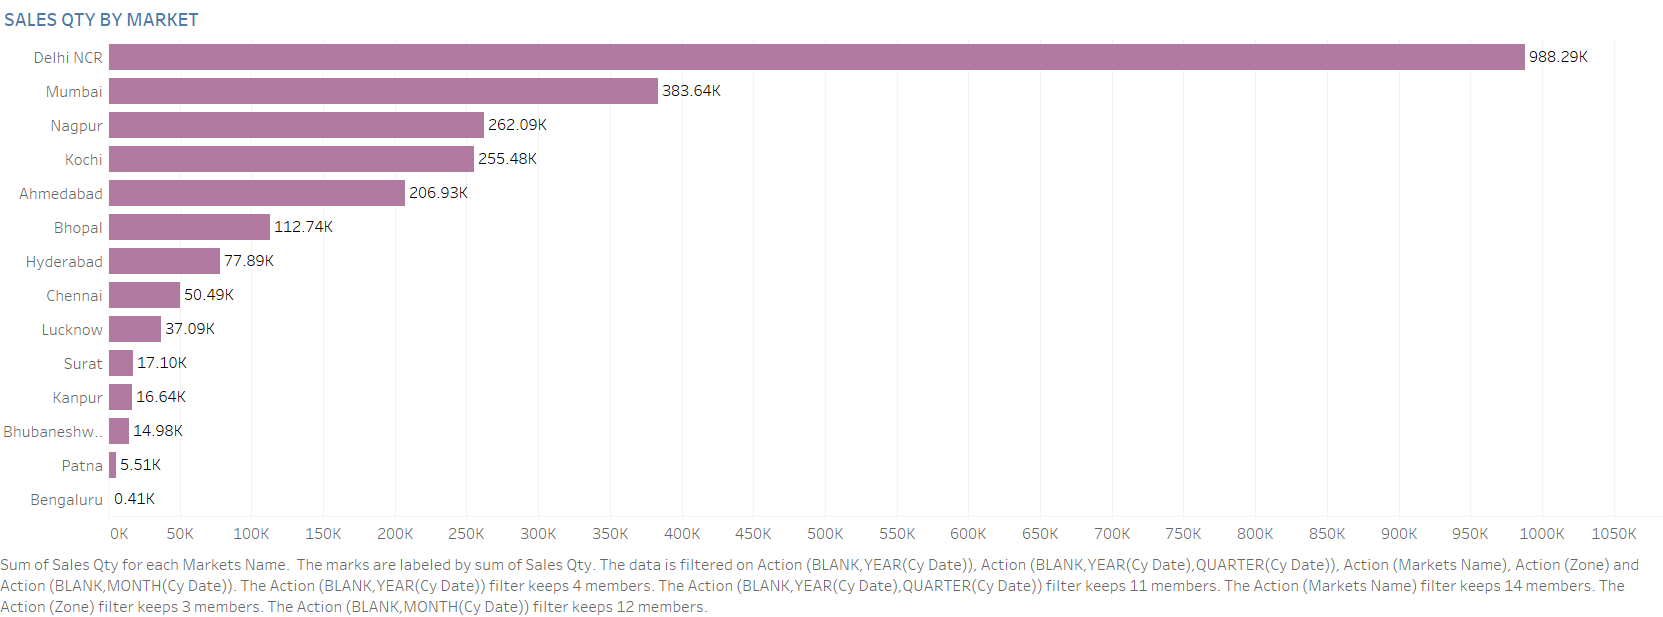 SALES QTY BY MARKET
Delhi NCR 988.29K
Mumbai 383.64K
Nagpur 262.09K
Kochi 255.48K
Ahmedabad 206.93K
Bhopal 112.74K
Hyderabad 77.89K
Chennai 50.49K
Lucknow 37.09K
Surat 17.10K
Kanpur 16.64K
Bhubaneshw.. 14.98K
Patna 5.51K
Bengaluru 0.41K
0K 50K 100K 150K 200K 250K 300K 350K 400K 450K 500K 550K 600K 650K 700K 750K 800K 850K 900K 950K 1000K 1050K
Sum of Sales Qty for each Markets Name.  The marks are labeled by sum of Sales Qty. The data is filtered on Action (BLANK,YEAR(Cy Date)), Action (BLANK,YEAR(Cy Date),QUARTER(Cy Date)), Action (Markets Name), Action (Zone) and
Action (BLANK,MONTH(Cy Date)). The Action (BLANK,YEAR(Cy Date)) filter keeps 4 members. The Action (BLANK,YEAR(Cy Date),QUARTER(Cy Date)) filter keeps 11 members. The Action (Markets Name) filter keeps 14 members. The
Action (Zone) filter keeps 3 members. The Action (BLANK,MONTH(Cy Date)) filter keeps 12 members.